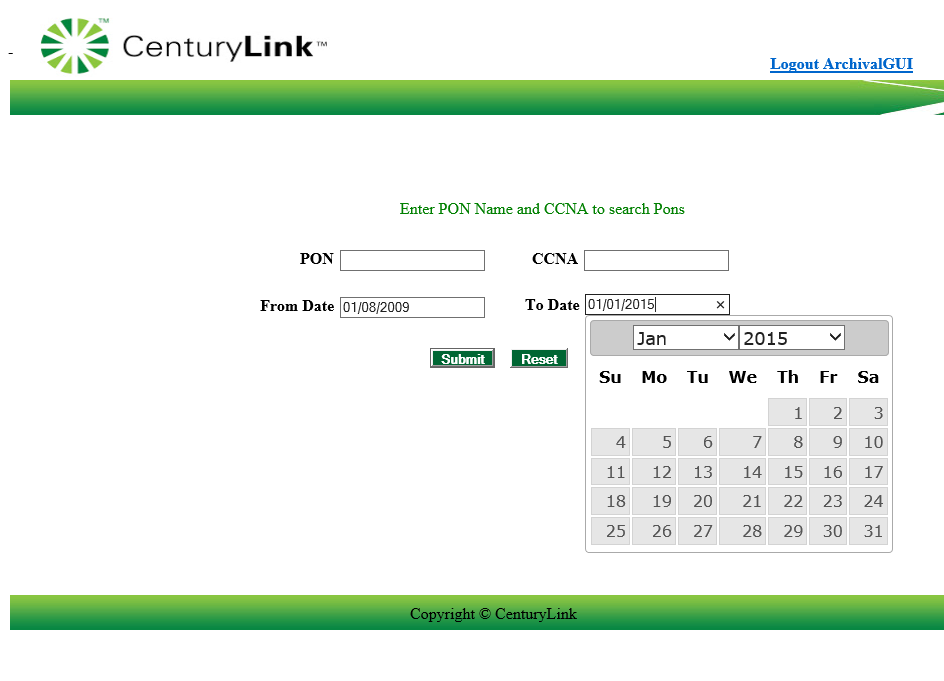 CenturyLink™
Logout ArchivalGUI
Enter PON Name and CCNA to search Pons
PON CCNA
From Date 01/08/2009 To Date 01/01/2015 ×
Submit Reset
Jan 2015
Su Mo Tu We Th Fr Sa
1 2 3
4 5 6 7 8 9 10
11 12 13 14 15 16 17
18 19 20 21 22 23 24
25 26 27 28 29 30 31
Copyright © CenturyLink